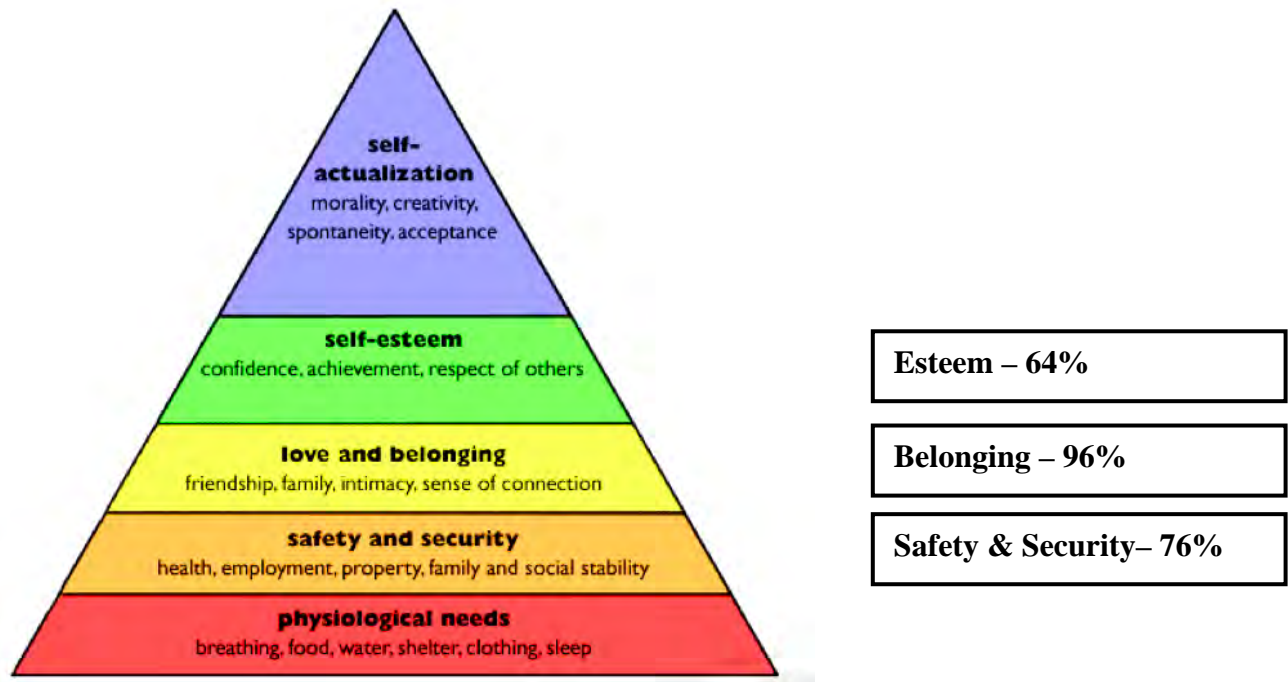 self-
actualization
morality, creativity,
spontaneity, acceptance
self-esteem
confidence, achievement, respect of others
love and belonging
friendship, family, intimacy, sense of connection
safety and security
health, employment, property, family and social stability
physiological needs
breathing, food, water, shelter, clothing, sleep
Esteem – 64%
Belonging – 96%
Safety & Security– 76%